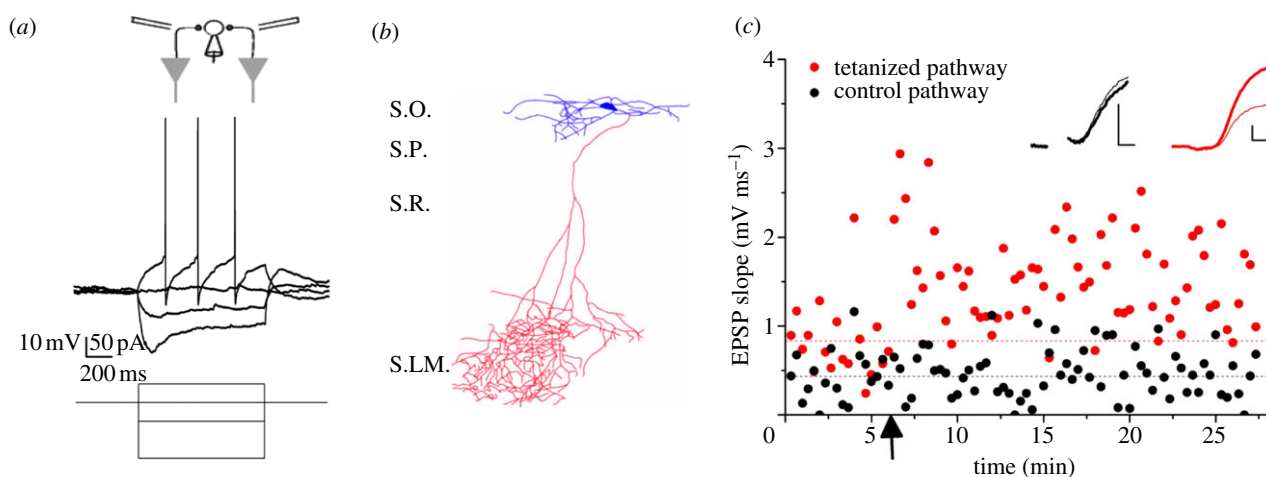 (a)
10 mV
50 pA
200 ms
(b)
S.O.
S.P.
S.R.
S.LM.
(c)
tetanized pathway
control pathway
EPSP slope (mV ms−1)
4
3
2
1
0
5
10
15
20
25
time (min)